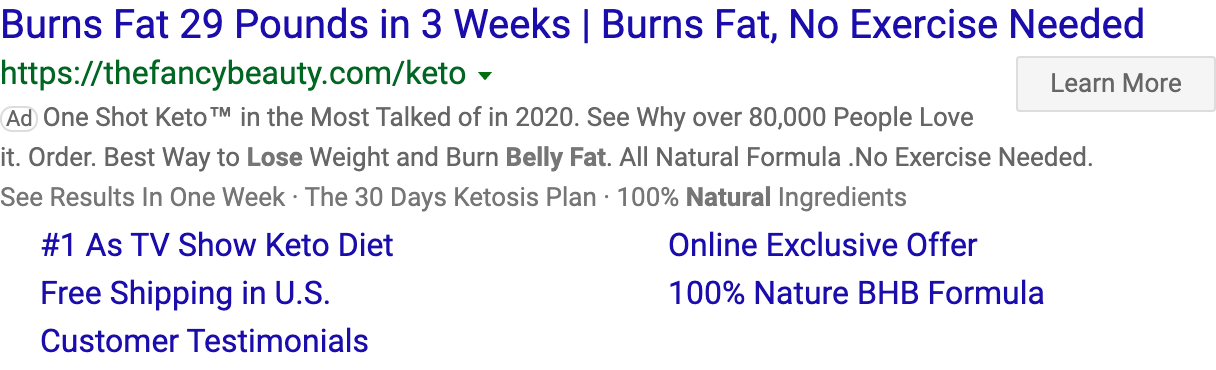 Burns Fat 29 Pounds in 3 Weeks | Burns Fat, No Exercise Needed
https://thefancybeauty.com/keto
Learn More
Ad One Shot Keto™ in the Most Talked of in 2020. See Why over 80,000 People Love
it. Order. Best Way to Lose Weight and Burn Belly Fat. All Natural Formula .No Exercise Needed.
See Results In One Week · The 30 Days Ketosis Plan · 100% Natural Ingredients
#1 As TV Show Keto Diet
Online Exclusive Offer
Free Shipping in U.S.
100% Nature BHB Formula
Customer Testimonials